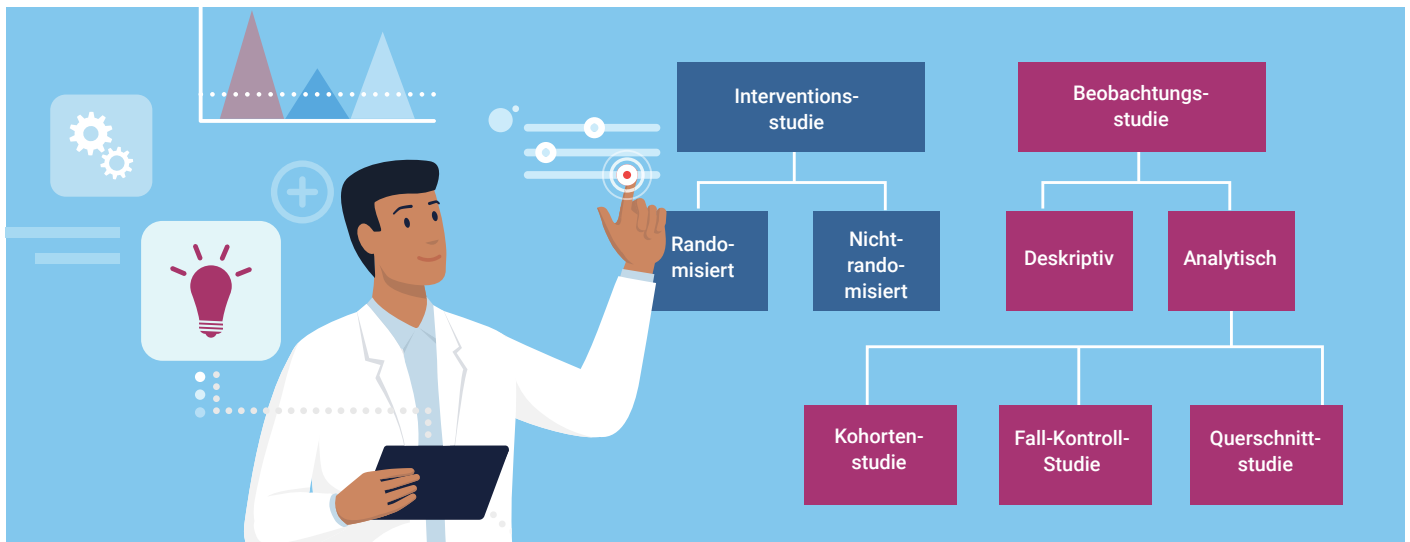 Interventions-
studie
Beobachtungs-
studie
Rando-
misiert
Nicht-
rando-
misiert
Deskriptiv
Analytisch
Kohorten-
studie
Fall-Kontroll-
Studie
Querschnitt-
studie